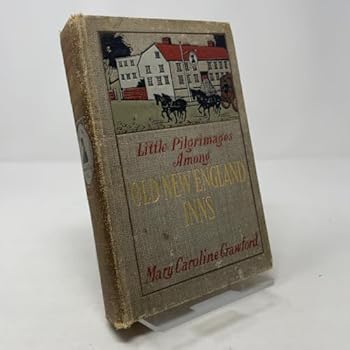 Little Pilgrimages
Among
OLD NEW ENGLAND
INNS
Mary Caroline Crawford